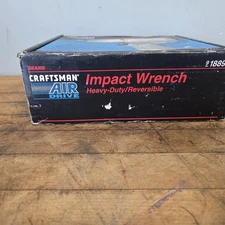 SEARS
CRAFTSMAN
AIR
DRIVE
Impact Wrench
Heavy-Duty/Reversible